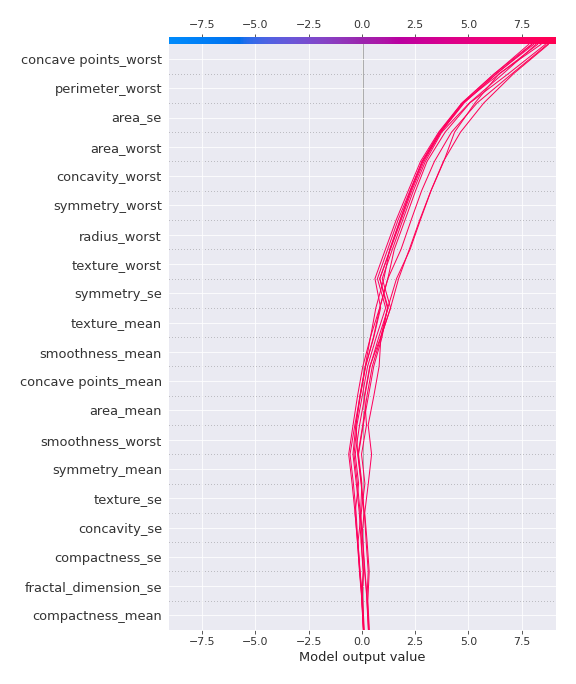 −7.5 −5.0 −2.5 0.0 2.5 5.0 7.5
concave points_worst
perimeter_worst
area_se
area_worst
concavity_worst
symmetry_worst
radius_worst
texture_worst
symmetry_se
texture_mean
smoothness_mean
concave points_mean
area_mean
smoothness_worst
symmetry_mean
texture_se
concavity_se
compactness_se
fractal_dimension_se
compactness_mean
−7.5 −5.0 −2.5 0.0 2.5 5.0 7.5
Model output value